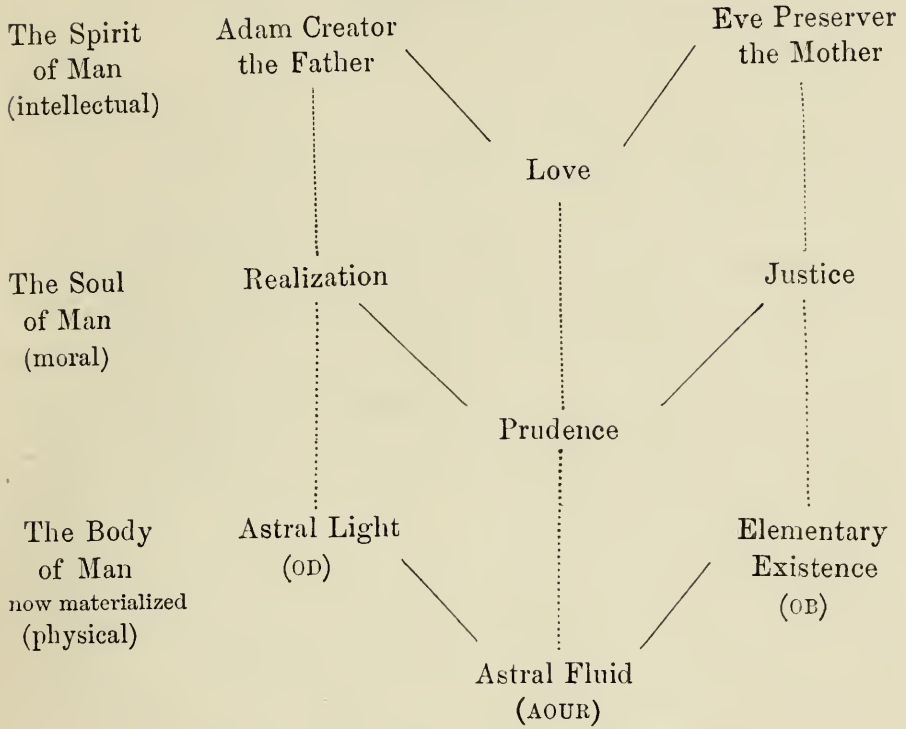 The Spirit
of Man
(intellectual)
Adam Creator
the Father
Eve Preserver
the Mother
Love
The Soul
of Man
(moral)
Realization
Justice
Prudence
The Body
of Man
now materialized
(physical)
Astral Light
(OD)
Elementary
Existence
(OB)
Astral Fluid
(AOUR)